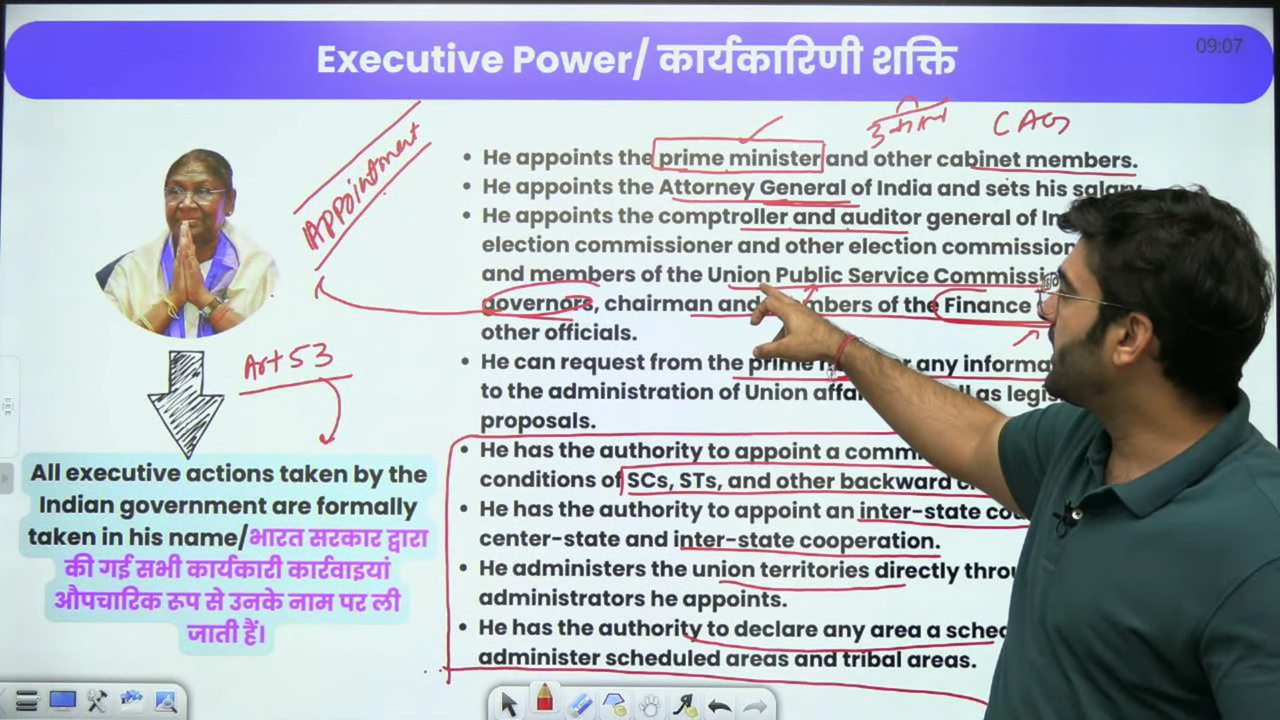 Executive Power/ कार्यकारिणी शक्ति
09:07
CAG
Appointment
• He appoints the prime minister and other cabinet members.
• He appoints the Attorney General of India and sets his salary
• He appoints the comptroller and auditor general of In
election commissioner and other election commission
and members of the Union Public Service Commissi
governors, chairman and members of the Finance
other officials.
• He can request from the prime m r any informa
to the administration of Union affa ll as legis
proposals.
• He has the authority to appoint a comm
conditions of SCs, STs, and other backward c
• He has the authority to appoint an inter-state cou
center-state and inter-state cooperation.
• He administers the union territories directly throu
administrators he appoints.
• He has the authority to declare any area a sched
administer scheduled areas and tribal areas.
Art 53
All executive actions taken by the
Indian government are formally
taken in his name/भारत सरकार द्वारा
की गई सभी कार्यकारी कार्रवाइयां
औपचारिक रूप से उनके नाम पर ली
जाती हैं।